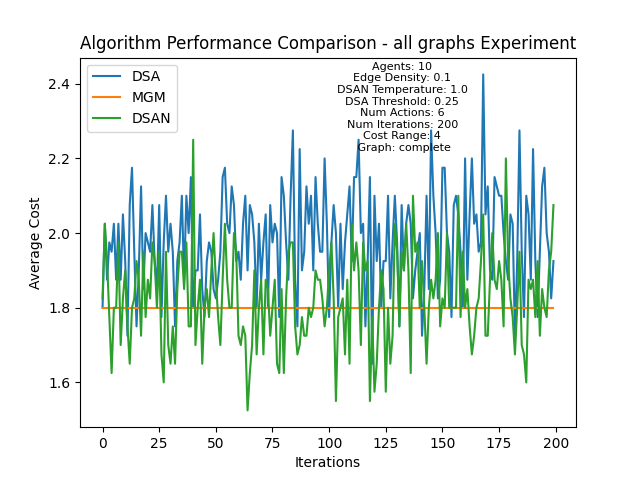 Algorithm Performance Comparison - all graphs Experiment
DSA
MGM
DSAN
Agents: 10
Edge Density: 0.1
DSAN Temperature: 1.0
DSA Threshold: 0.25
Num Actions: 6
Num Iterations: 200
Cost Range: 4
Graph: complete
Average Cost
2.4
2.2
2.0
1.8
1.6
0
25
50
75
100
125
150
175
200
Iterations